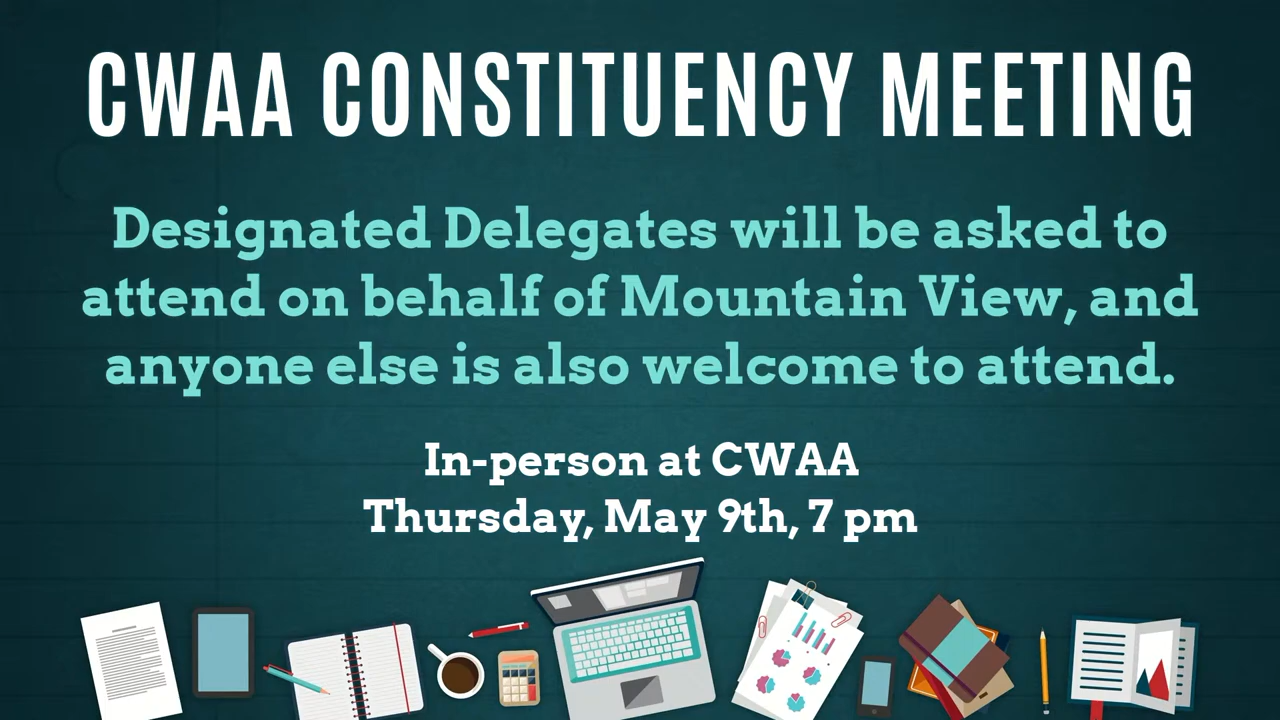 CWAA CONSTITUENCY MEETING
Designated Delegates will be asked to
attend on behalf of Mountain View, and
anyone else is also welcome to attend.
In-person at CWAA
Thursday, May 9th, 7 pm